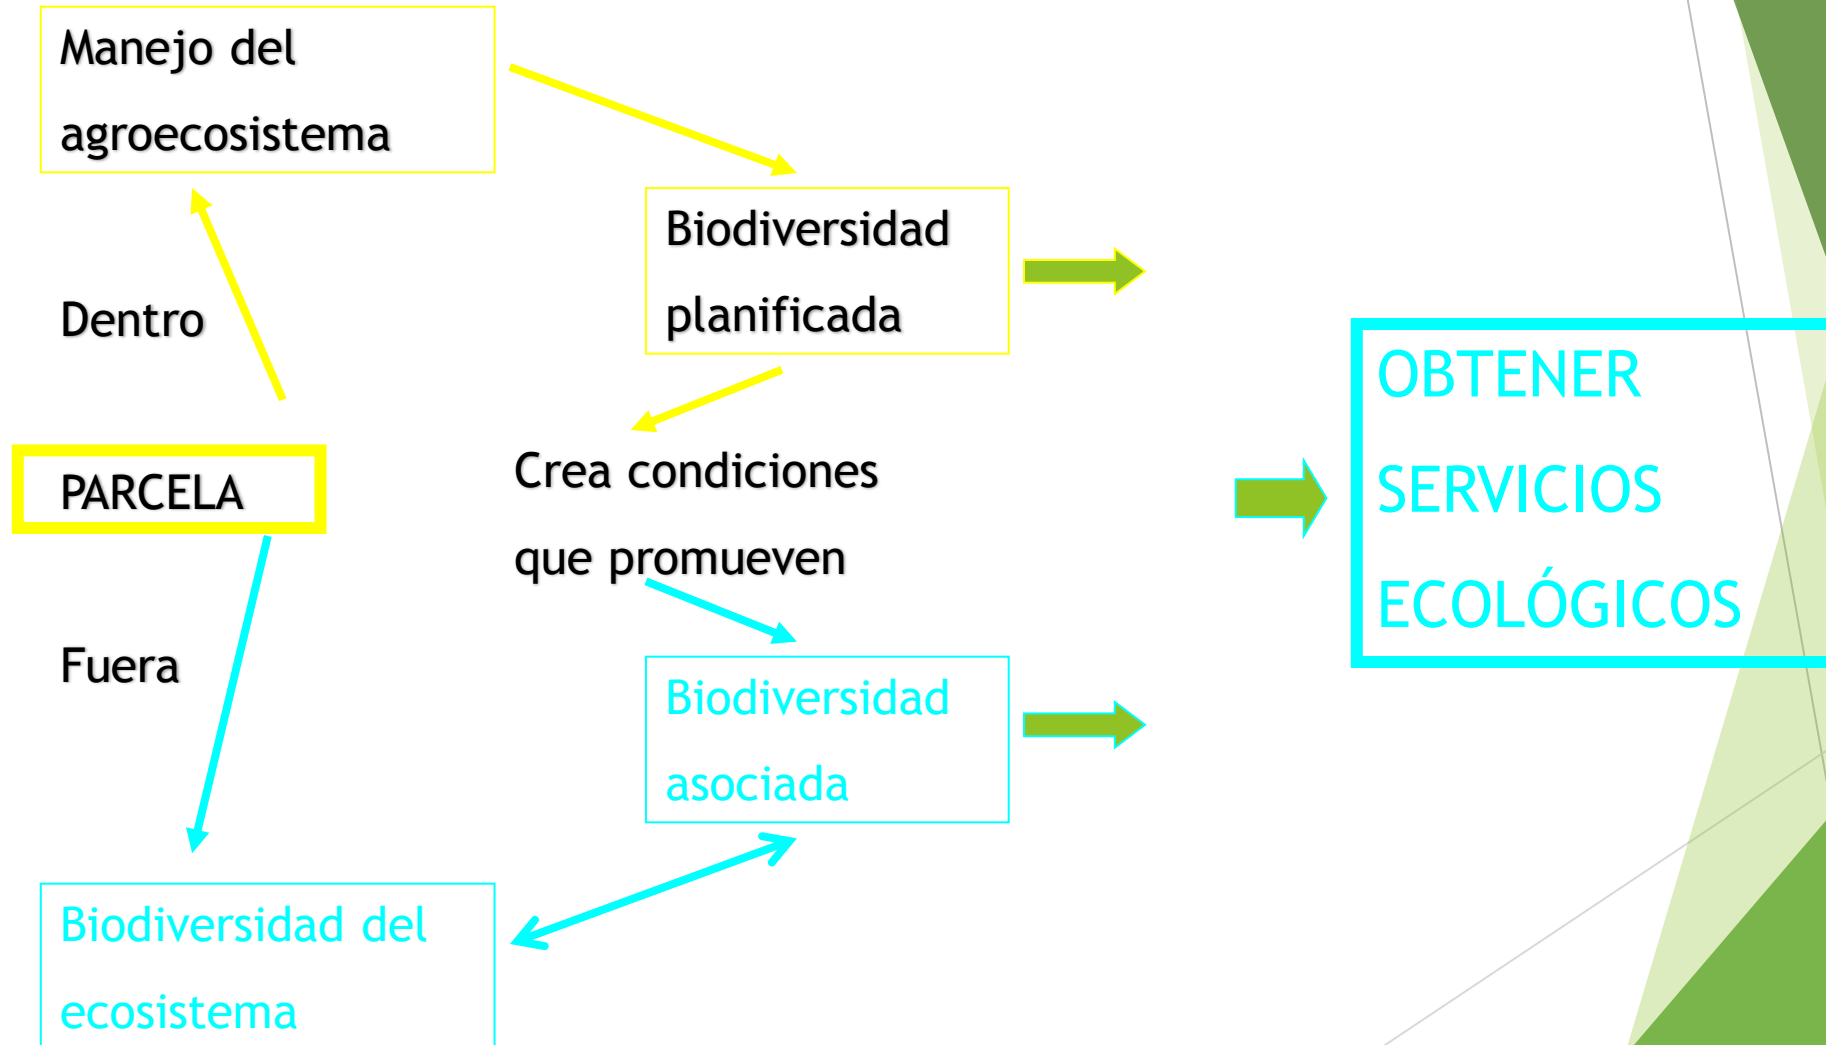 Manejo del
agroecosistema
Biodiversidad
planificada
Dentro
OBTENER
SERVICIOS
ECOLÓGICOS
PARCELA
Crea condiciones
que promueven
Fuera
Biodiversidad
asociada
Biodiversidad del
ecosistema